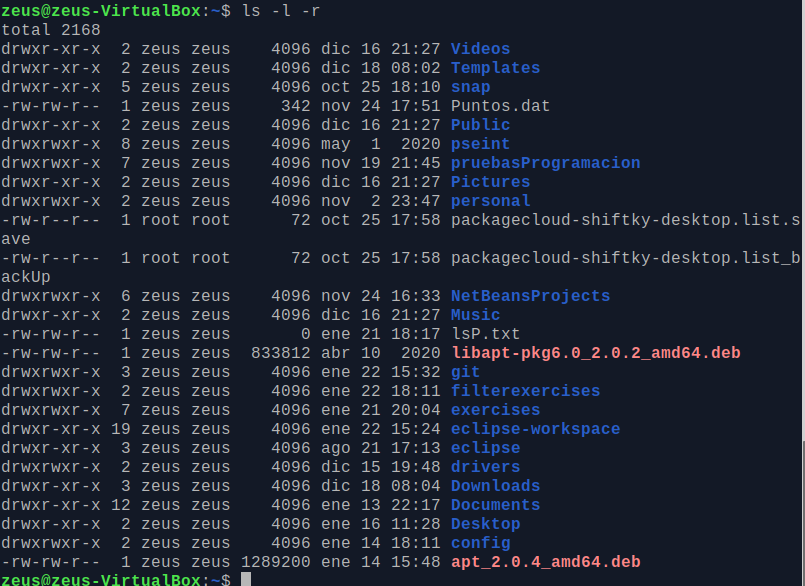 zeus@zeus-VirtualBox:~$ ls -l -r
total 2168
drwxr-xr-x  2 zeus zeus    4096 dic 16 21:27 Videos
drwxr-xr-x  2 zeus zeus    4096 dic 18 08:02 Templates
drwxr-xr-x  5 zeus zeus    4096 oct 25 18:10 snap
-rw-rw-r--  1 zeus zeus     342 nov 24 17:51 Puntos.dat
drwxr-xr-x  2 zeus zeus    4096 dic 16 21:27 Public
drwxrwxr-x  8 zeus zeus    4096 may  1  2020 pseint
drwxrwxr-x  7 zeus zeus    4096 nov 19 21:45 pruebasProgramacion
drwxr-xr-x  2 zeus zeus    4096 dic 16 21:27 Pictures
drwxrwxr-x  2 zeus zeus    4096 nov  2 23:47 personal
-rw-r--r--  1 root root      72 oct 25 17:58 packagecloud-shiftky-desktop.list.s
ave
-rw-r--r--  1 root root      72 oct 25 17:58 packagecloud-shiftky-desktop.list_b
ackUp
drwxrwxr-x  6 zeus zeus    4096 nov 24 16:33 NetBeansProjects
drwxr-xr-x  2 zeus zeus    4096 dic 16 21:27 Music
-rw-rw-r--  1 zeus zeus       0 ene 21 18:17 lsP.txt
-rw-rw-r--  1 zeus zeus  833812 abr 10  2020 libapt-pkg6.0_2.0.2_amd64.deb
drwxrwxr-x  3 zeus zeus    4096 ene 22 15:32 git
drwxrwxr-x  2 zeus zeus    4096 ene 22 18:11 filterexercises
drwxrwxr-x  7 zeus zeus    4096 ene 21 20:04 exercises
drwxrwxr-x 19 zeus zeus    4096 ene 22 15:24 eclipse-workspace
drwxr-xr-x  3 zeus zeus    4096 ago 21 17:13 eclipse
drwxrwxr-x  2 zeus zeus    4096 dic 15 19:48 drivers
drwxr-xr-x  3 zeus zeus    4096 dic 18 08:04 Downloads
drwxr-xr-x 12 zeus zeus    4096 ene 13 22:17 Documents
drwxr-xr-x  2 zeus zeus    4096 ene 16 11:28 Desktop
drwxrwxr-x  2 zeus zeus    4096 ene 14 18:11 config
-rw-rw-r--  1 zeus zeus 1289200 ene 14 15:48 apt_2.0.4_amd64.deb
zeus@zeus-VirtualBox:~$